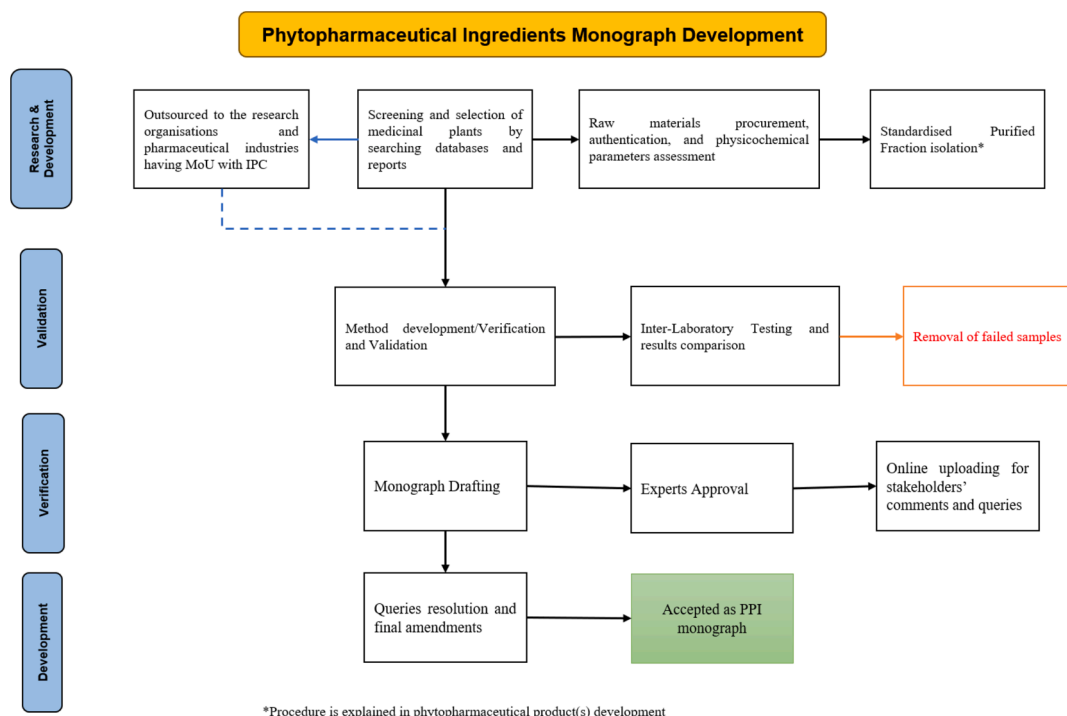 Phytopharmaceutical Ingredients Monograph Development
Research &
Development
Outsourced to the research
organisations and
pharmaceutical industries
having MoU with IPC
Screening and selection of
medicinal plants by
searching databases and
reports
Raw materials procurement,
authentication, and physicochemical
parameters assessment
Standardised Purified
Fraction isolation*
Validation
Method development/Verification
and Validation
Inter-Laboratory Testing and
results comparison
Removal of failed samples
Verification
Monograph Drafting
Experts Approval
Online uploading for
stakeholders’
comments and queries
Development
Queries resolution and
final amendments
Accepted as PPI
monograph
*Procedure is explained in phytopharmaceutical product(s) development